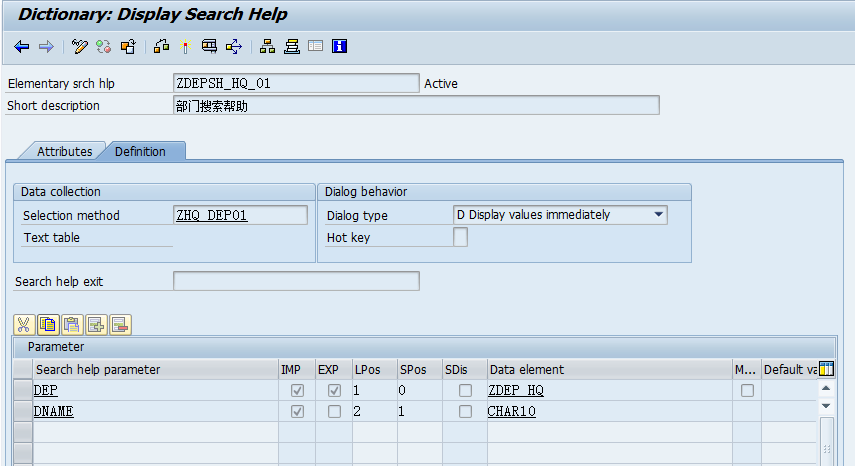 Dictionary: Display Search Help
Elementary srch hlp ZDEPSH_HQ_01 Active
Short description 部门搜索帮助
Attributes Definition
Data collection Dialog behavior
Selection method ZHQ_DEP01 Dialog type D Display values immediately
Text table Hot key
Search help exit
Parameter
Search help parameter IMP EXP LPos SPos SDis Data element M... Default va
DEP 1 0 ZDEP_HQ
DNAME 2 1 CHAR10